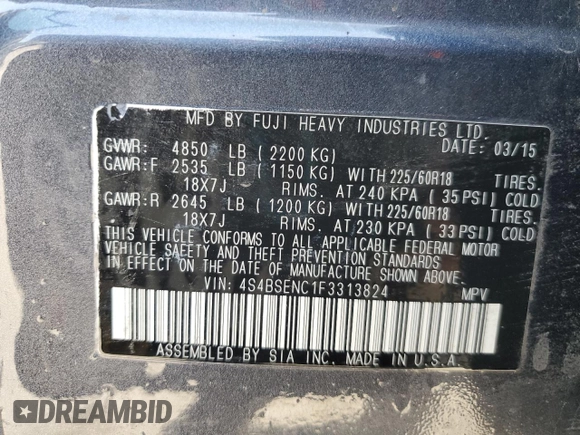 MFD BY FUJI HEAVY INDUSTRIES LTD.
DATE: 03/15
GVWR: 4850 LB ( 2200 KG)
GAWR:F 2535 LB ( 1150 KG) WITH 225/60R18 TIRES.
18X7J RIMS. AT 240 KPA ( 35 PSI) COLD
GAWR:R 2645 LB ( 1200 KG) WITH 225/60R18 TIRES.
18X7J RIMS. AT 230 KPA ( 33 PSI) COLD
THIS VEHICLE CONFORMS TO ALL APPLICABLE FEDERAL MOTOR
VEHICLE SAFETY AND THEFT PREVENTION STANDARDS
IN EFFECT ON THE DATE OF MANUFACTURE SHOWN ABOVE.
VIN: 4S4BSENC1F3313824 MPV
ASSEMBLED BY SIA INC. MADE IN U.S.A.
DREAMBID